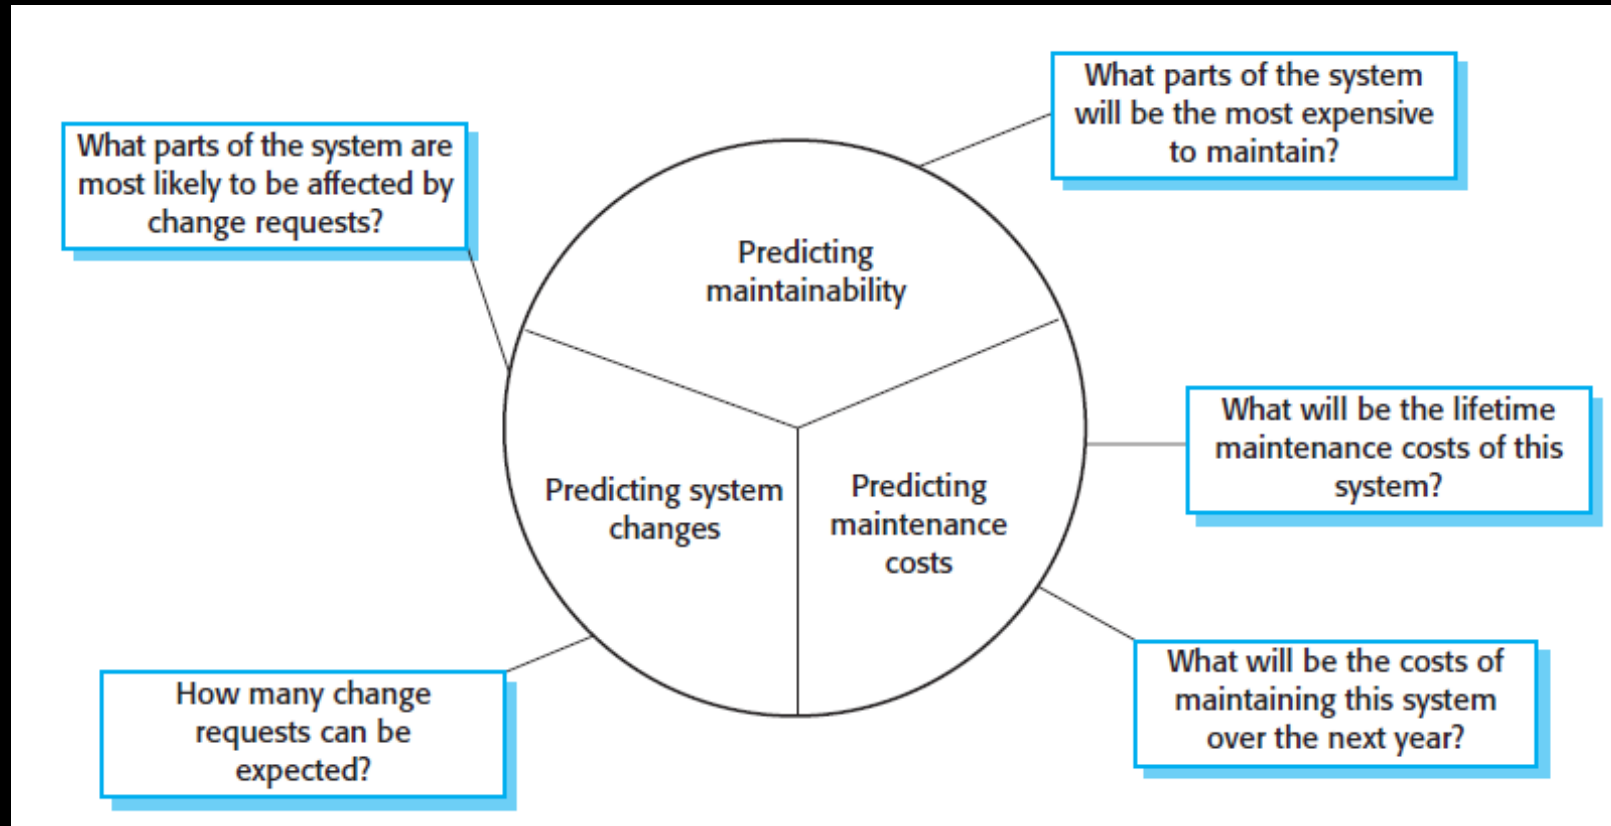 What parts of the system
will be the most expensive
to maintain?
What parts of the system are
most likely to be affected by
change requests?
Predicting
maintainability
What will be the lifetime
maintenance costs of this
system?
Predicting system
changes
Predicting
maintenance
costs
What will be the costs of
maintaining this system
over the next year?
How many change
requests can be
expected?